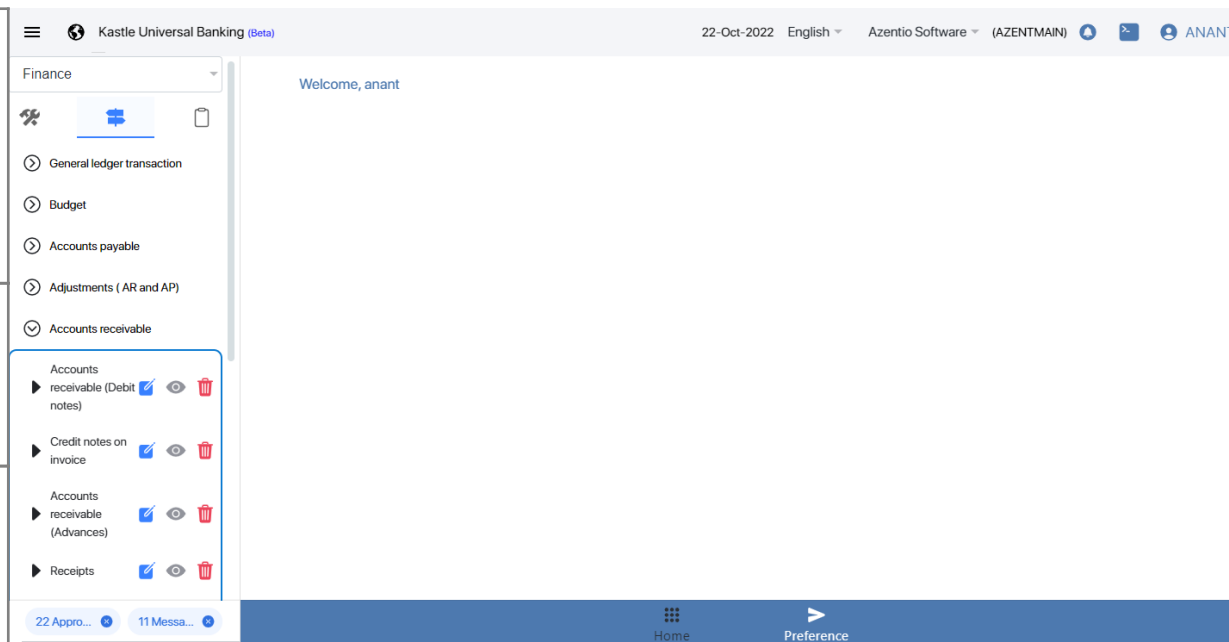 Kastle Universal Banking (Beta)
22-Oct-2022 English Azentio Software (AZENTMAIN) ANANT
Finance
Welcome, anant
General ledger transaction
Budget
Accounts payable
Adjustments ( AR and AP)
Accounts receivable
Accounts
receivable (Debit
notes)
Credit notes on
invoice
Accounts
receivable
(Advances)
Receipts
22 Appro... 11 Messa...
Home Preference